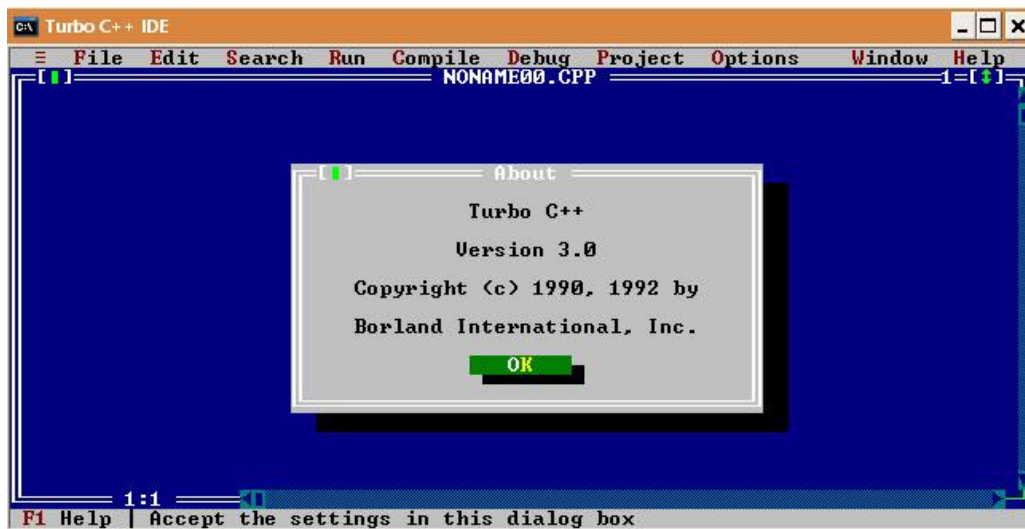 Turbo C++ IDE
≡ File Edit Search Run Compile Debug Project Options Window Help
[■] NONAME00.CPP 1=[↕]
[■] About
Turbo C++
Version 3.0
Copyright (c) 1990, 1992 by
Borland International, Inc.
OK
1:1
F1 Help | Accept the settings in this dialog box